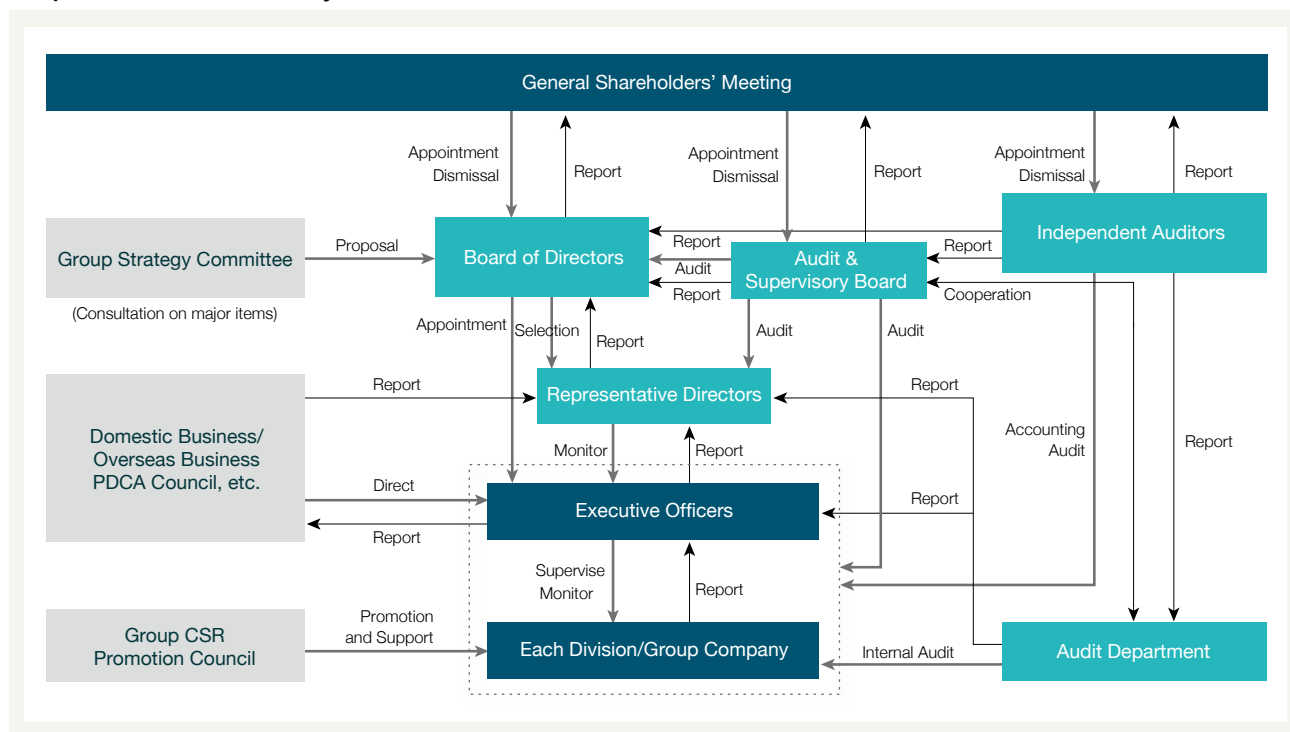 General Shareholders' Meeting
Appointment
Dismissal
Report
Appointment
Dismissal
Report
Appointment
Dismissal
Report
Group Strategy Committee
(Consultation on major items)
Proposal
Board of Directors
Report
Audit
Report
Audit &
Supervisory Board
Report
Independent Auditors
Cooperation
Appointment
Selection
Report
Audit
Audit
Domestic Business/
Overseas Business
PDCA Council, etc.
Report
Representative Directors
Report
Accounting
Audit
Report
Monitor
Report
Direct
Executive Officers
Report
Report
Supervise
Monitor
Report
Group CSR
Promotion Council
Promotion
and Support
Each Division/Group Company
Internal Audit
Audit Department